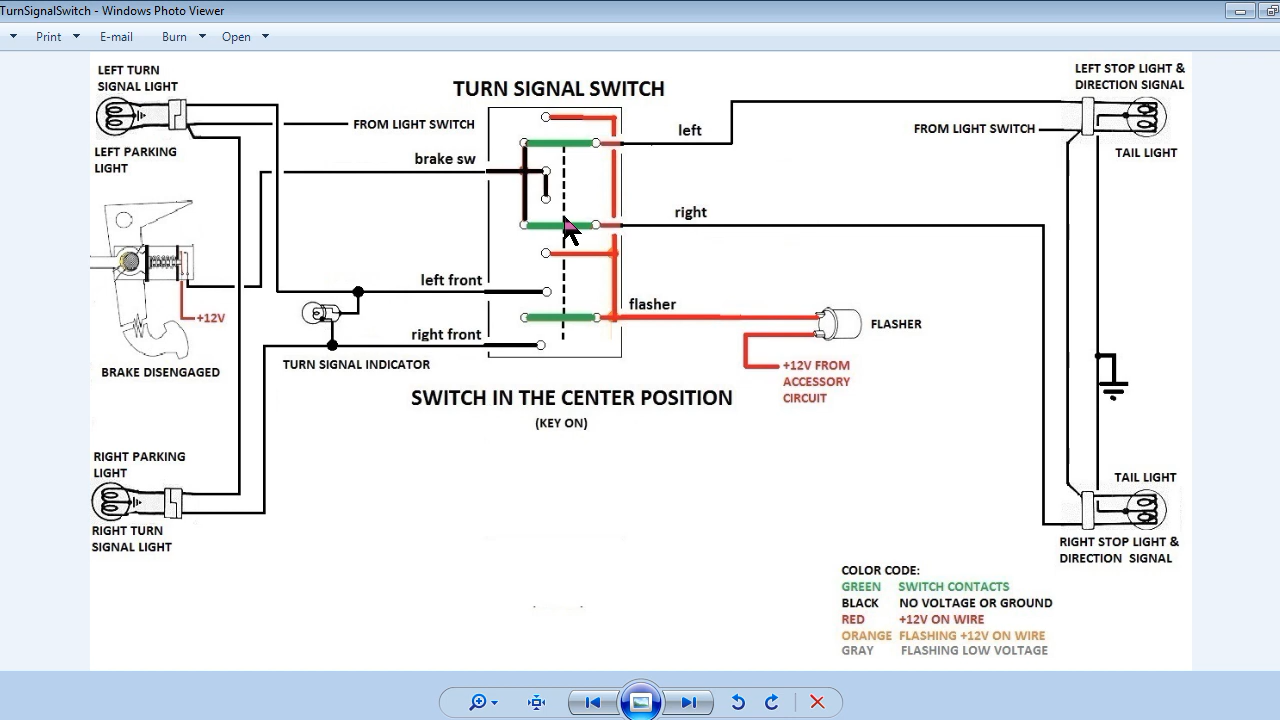 TurnSignalSwitch - Windows Photo Viewer
Print E-mail Burn Open
LEFT TURN
SIGNAL LIGHT
LEFT PARKING
LIGHT
FROM LIGHT SWITCH
TURN SIGNAL SWITCH
brake sw
left
right
left front
right front
flasher
LEFT STOP LIGHT &
DIRECTION SIGNAL
FROM LIGHT SWITCH
TAIL LIGHT
+12V
BRAKE DISENGAGED
TURN SIGNAL INDICATOR
FLASHER
+12V FROM
ACCESSORY
CIRCUIT
SWITCH IN THE CENTER POSITION
(KEY ON)
RIGHT PARKING
LIGHT
RIGHT TURN
SIGNAL LIGHT
TAIL LIGHT
RIGHT STOP LIGHT &
DIRECTION SIGNAL
COLOR CODE:
GREEN SWITCH CONTACTS
BLACK NO VOLTAGE OR GROUND
RED +12V ON WIRE
ORANGE FLASHING +12V ON WIRE
GRAY FLASHING LOW VOLTAGE